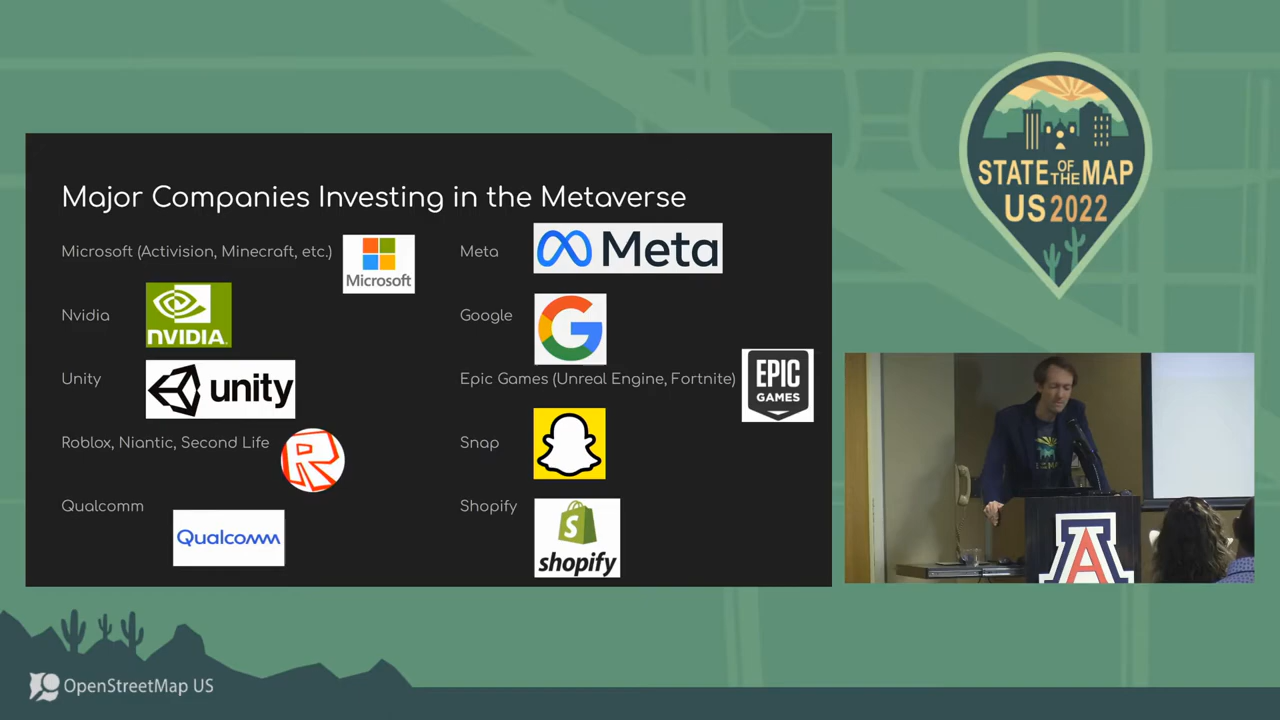 Major Companies Investing in the Metaverse
Microsoft (Activision, Minecraft, etc.)
Microsoft
Nvidia
NVIDIA.
Unity
unity
Roblox, Niantic, Second Life
R
Qualcomm
Qualcomm
Meta
Meta
Google
G
Epic Games (Unreal Engine, Fortnite)
EPIC
GAMES
Snap
Shopify
S
shopify
STATE OF THE MAP
US 2022
A
OpenStreetMap US